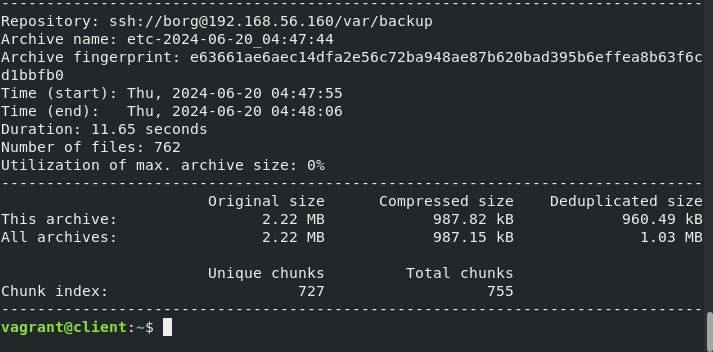 ------------------------------------------------------------------------------
Repository: ssh://borg@192.168.56.160/var/backup
Archive name: etc-2024-06-20_04:47:44
Archive fingerprint: e63661ae6aec14dfa2e56c72ba948ae87b620bad395b6effea8b63f6c
d1bbfb0
Time (start): Thu, 2024-06-20 04:47:55
Time (end):   Thu, 2024-06-20 04:48:06
Duration: 11.65 seconds
Number of files: 762
Utilization of max. archive size: 0%
------------------------------------------------------------------------------
                       Original size      Compressed size    Deduplicated size
This archive:                2.22 MB            987.82 kB            960.49 kB
All archives:                2.22 MB            987.15 kB              1.03 MB
                       Unique chunks         Total chunks
Chunk index:                     727                  755
------------------------------------------------------------------------------
vagrant@client:~$